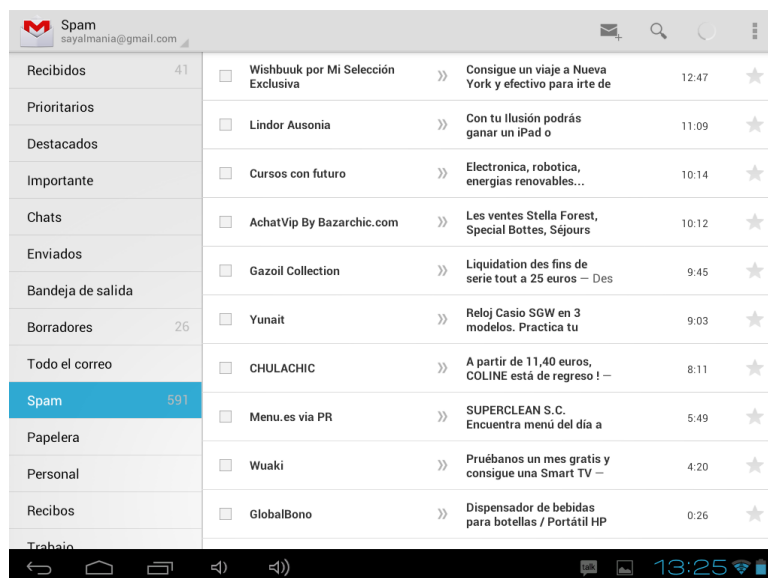 Spam
sayalmania@gmail.com
Recibidos 41
Prioritarios
Destacados
Importante
Chats
Enviados
Bandeja de salida
Borradores 26
Todo el correo
Spam 591
Papelera
Personal
Recibos
Trabajo
Wishbuuk por Mi Selección
Exclusiva
Consigue un viaje a Nueva
York y efectivo para irte de
12:47
Lindor Ausonia
Con tu Ilusión podrás
ganar un iPad o
11:09
Cursos con futuro
Electronica, robotica,
energias renovables...
10:14
AchatVip By Bazarchic.com
Les ventes Stella Forest,
Special Bottes, Séjours
10:12
Gazoil Collection
Liquidation des fins de
serie tout a 25 euros — Des
9:45
Yunait
Reloj Casio SGW en 3
modelos. Practica tu
9:03
CHULACHIC
A partir de 11,40 euros,
COLINE está de regreso ! —
8:11
Menu.es via PR
SUPERCLEAN S.C.
Encuentra menú del día a
5:49
Wuaki
Pruébanos un mes gratis y
consigue una Smart TV —
4:20
GlobalBono
Dispensador de bebidas
para botellas / Portátil HP
0:26
talk
13:25